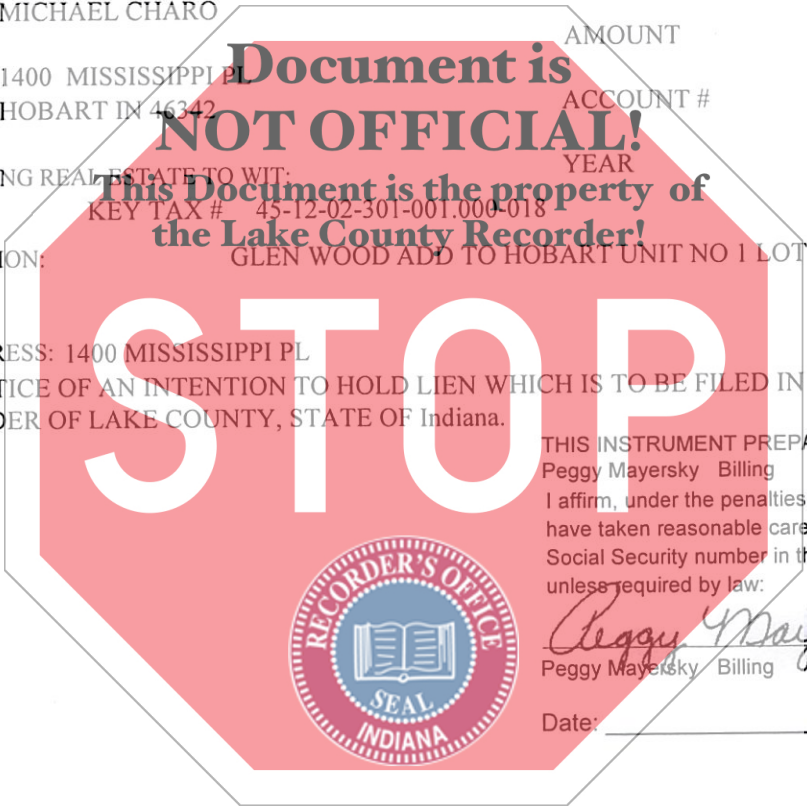 MICHAEL CHARO
AMOUNT
Document is
1400 MISSISSIPPI PL
HOBART IN 46342
ACCOUNT #
NOT OFFICIAL!
YEAR
NG REAL ESTATE TO WIT:
This Document is the property of
KEY TAX # 45-12-02-301-001.000-018
the Lake County Recorder!
ION: GLEN WOOD ADD TO HOBART UNIT NO 1 LOT
STOP
RESS: 1400 MISSISSIPPI PL
TICE OF AN INTENTION TO HOLD LIEN WHICH IS TO BE FILED IN
DER OF LAKE COUNTY, STATE OF Indiana.
THIS INSTRUMENT PREPA
Peggy Mayersky Billing
I affirm, under the penalties
have taken reasonable care
Social Security number in th
unless required by law:
Peggy May
Peggy Mayersky Billing
Date:
RECORDER'S OFFICE
SEAL
INDIANA